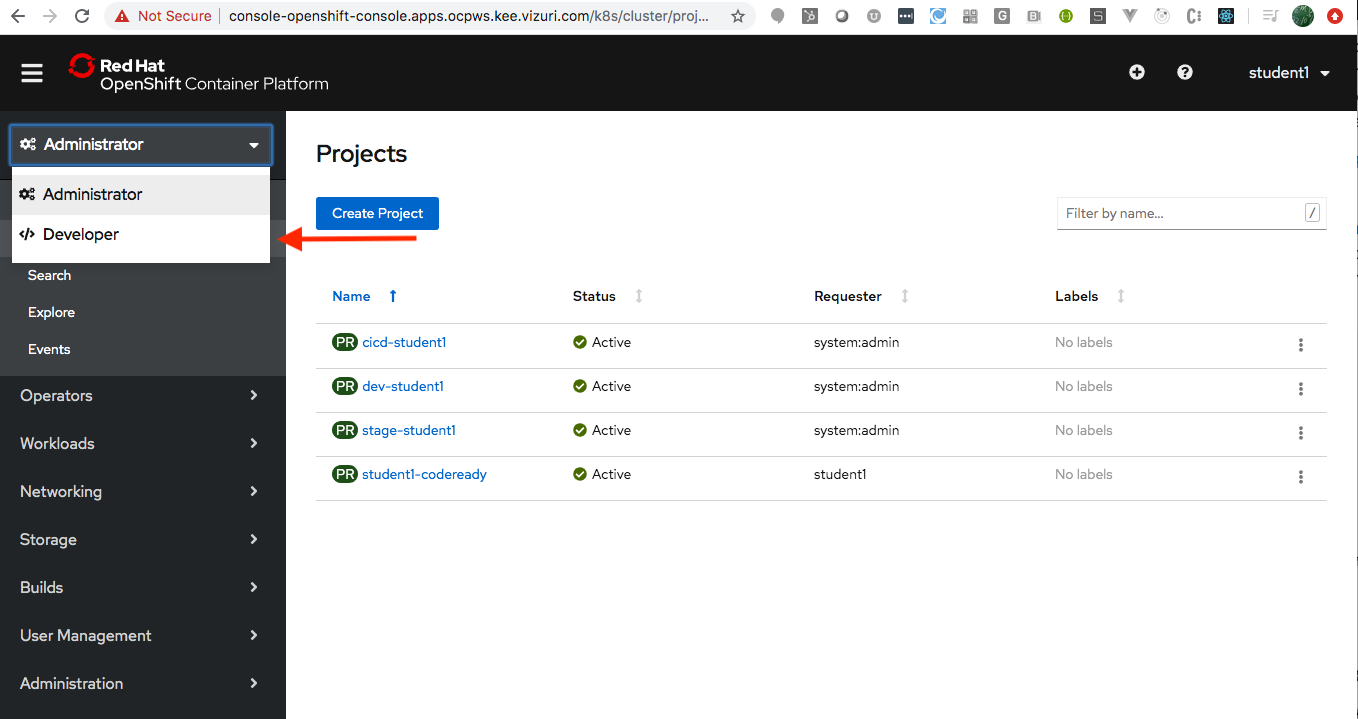 Not Secure console-openshift-console.apps.ocpws.kee.vizuri.com/k8s/cluster/proj...
Red Hat
OpenShift Container Platform
student1
Administrator
Administrator
Developer
Search
Explore
Events
Operators
Workloads
Networking
Storage
Builds
User Management
Administration
Projects
Create Project
Filter by name...
/
Name Status Requester Labels
PR cicd-student1 Active system:admin No labels
PR dev-student1 Active system:admin No labels
PR stage-student1 Active system:admin No labels
PR student1-codeready Active student1 No labels